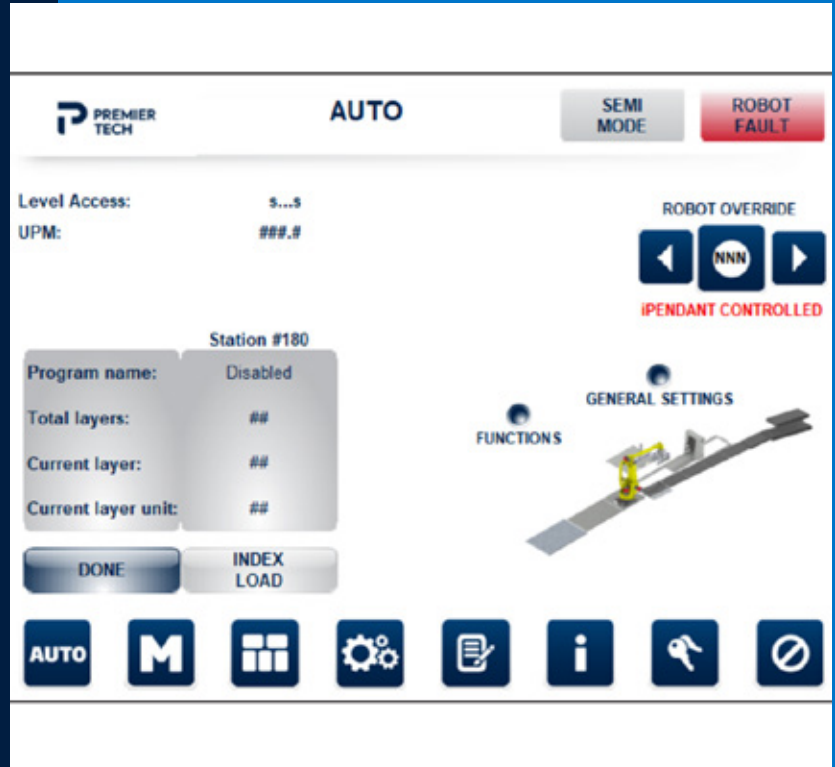 PREMIER
TECH
AUTO
SEMI
MODE
ROBOT
FAULT
Level Access: s...s
UPM: ###.#
ROBOT OVERRIDE
NNN
iPENDANT CONTROLLED
Station #180
Program name: Disabled
Total layers: ##
Current layer: ##
Current layer unit: ##
GENERAL SETTINGS
FUNCTIONS
DONE
INDEX
LOAD
AUTO
M
i